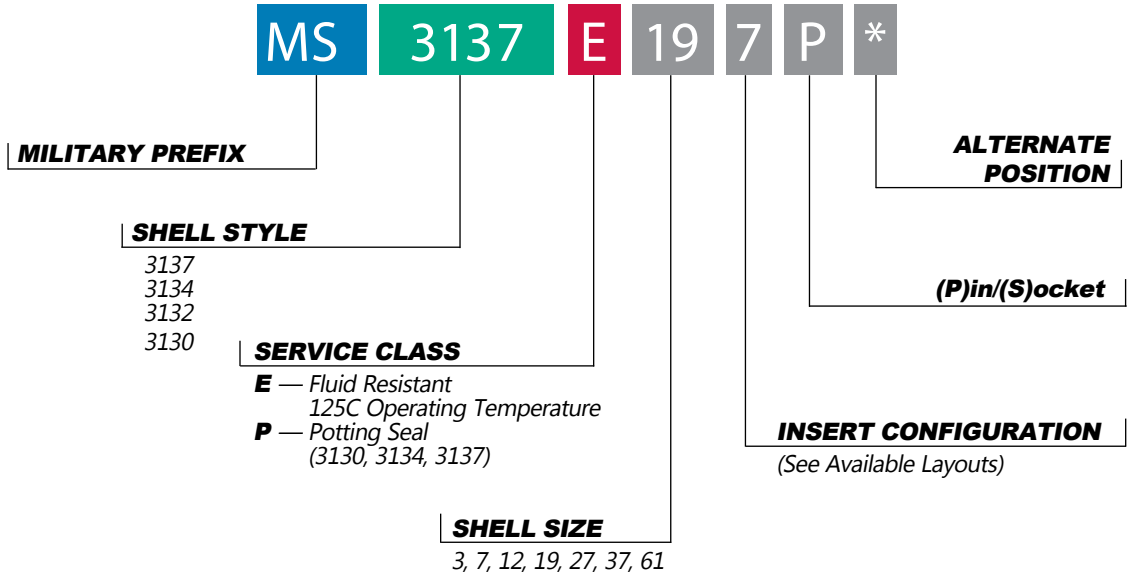 MS 3137 E 19 7 P *
MILITARY PREFIX
ALTERNATE
POSITION
SHELL STYLE
3137
3134
3132
3130
(P)in/(S)ocket
SERVICE CLASS
E — Fluid Resistant
125C Operating Temperature
P — Potting Seal
(3130, 3134, 3137)
INSERT CONFIGURATION
(See Available Layouts)
SHELL SIZE
3, 7, 12, 19, 27, 37, 61